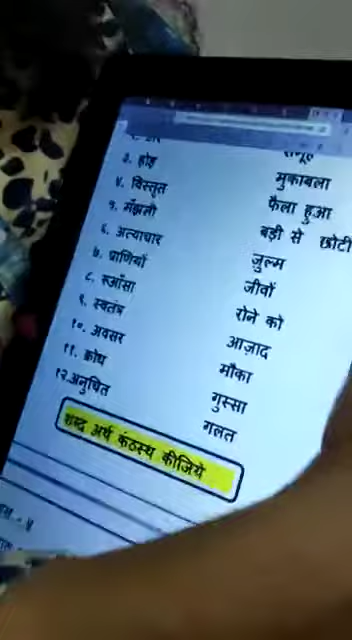 ३. होड़ मुकाबला
४. विस्तृत फैला हुआ
५. मँझली बड़ी से छोटी
६. अत्याचार जुल्म
७. प्राणियों जीवों
८. रुआँसा रोने को
९. स्वतंत्र आज़ाद
१०. अवसर मौका
११. क्रोध गुस्सा
१२.अनुचित गलत
शब्द अर्थ कंठस्थ कीजिये